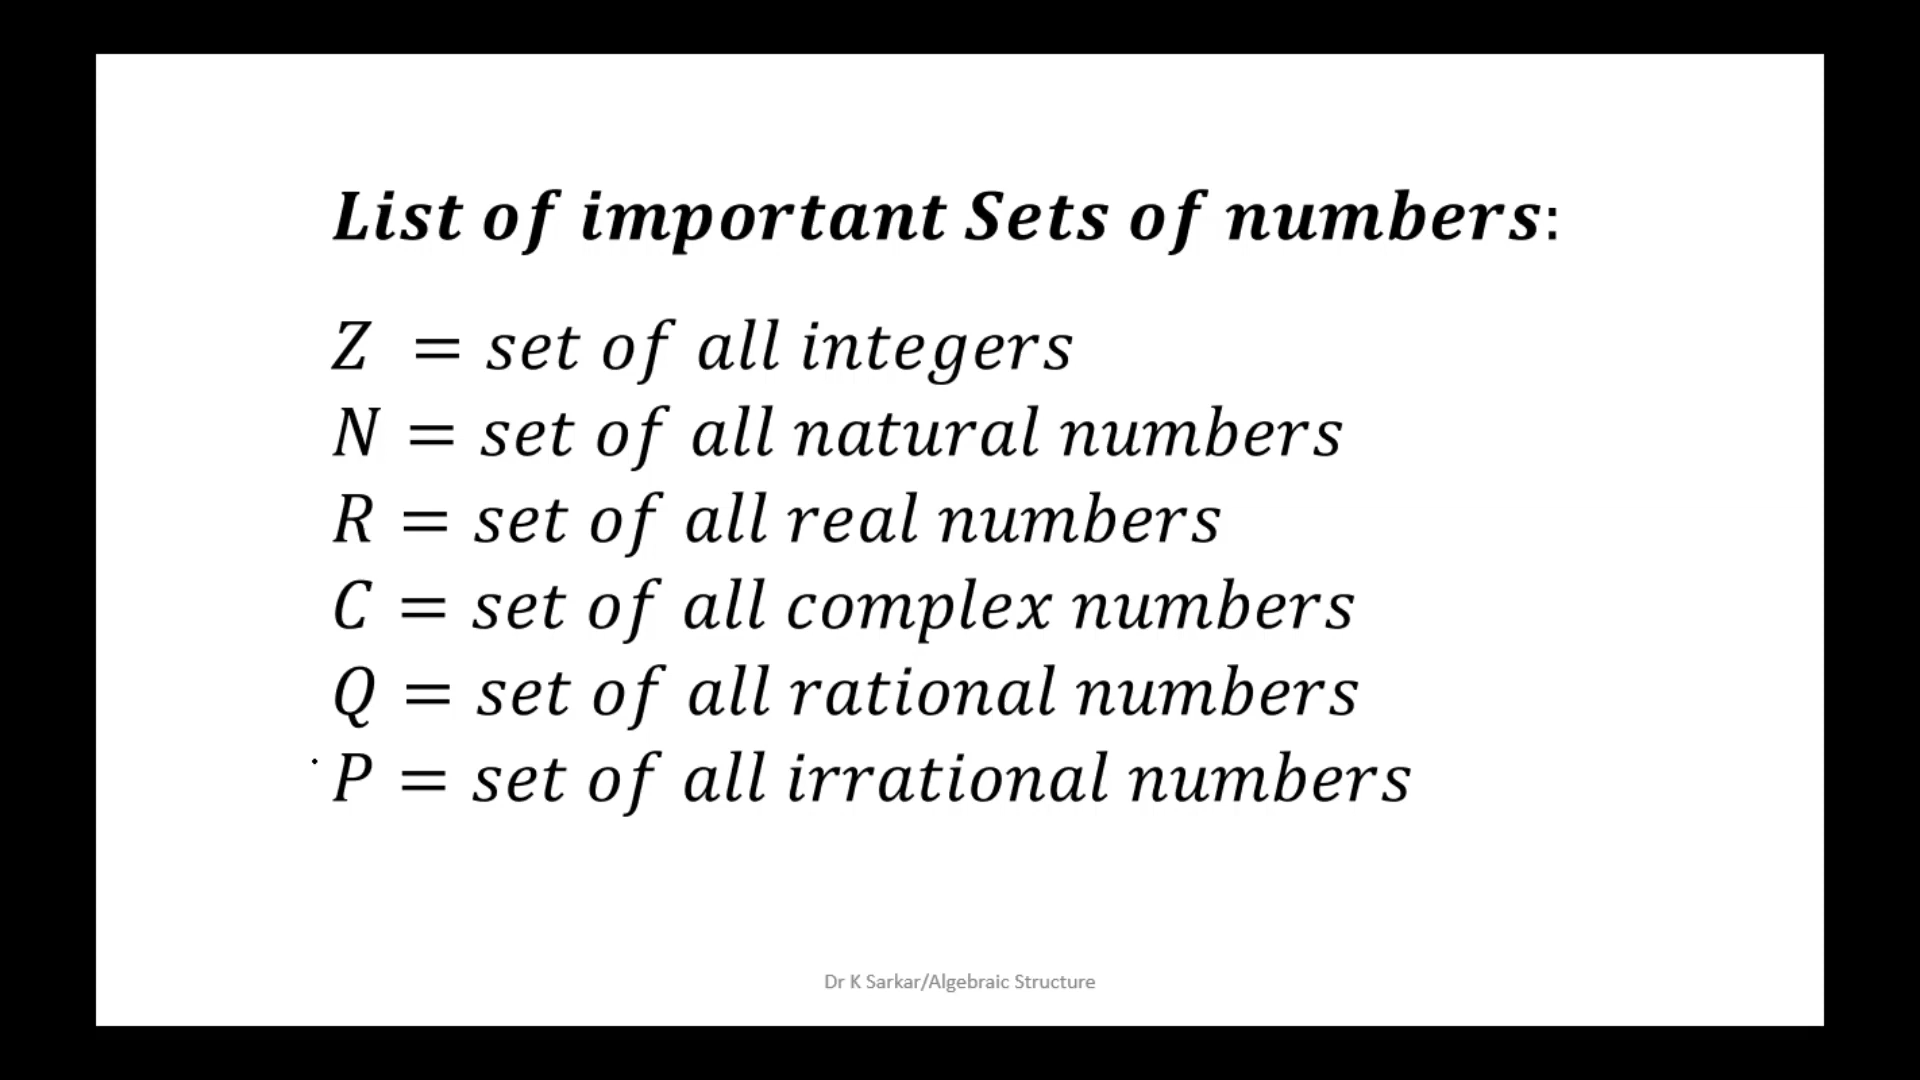 List of important Sets of numbers:
Z = set of all integers
N = set of all natural numbers
R = set of all real numbers
C = set of all complex numbers
Q = set of all rational numbers
P = set of all irrational numbers
Dr K Sarkar/Algebraic Structure